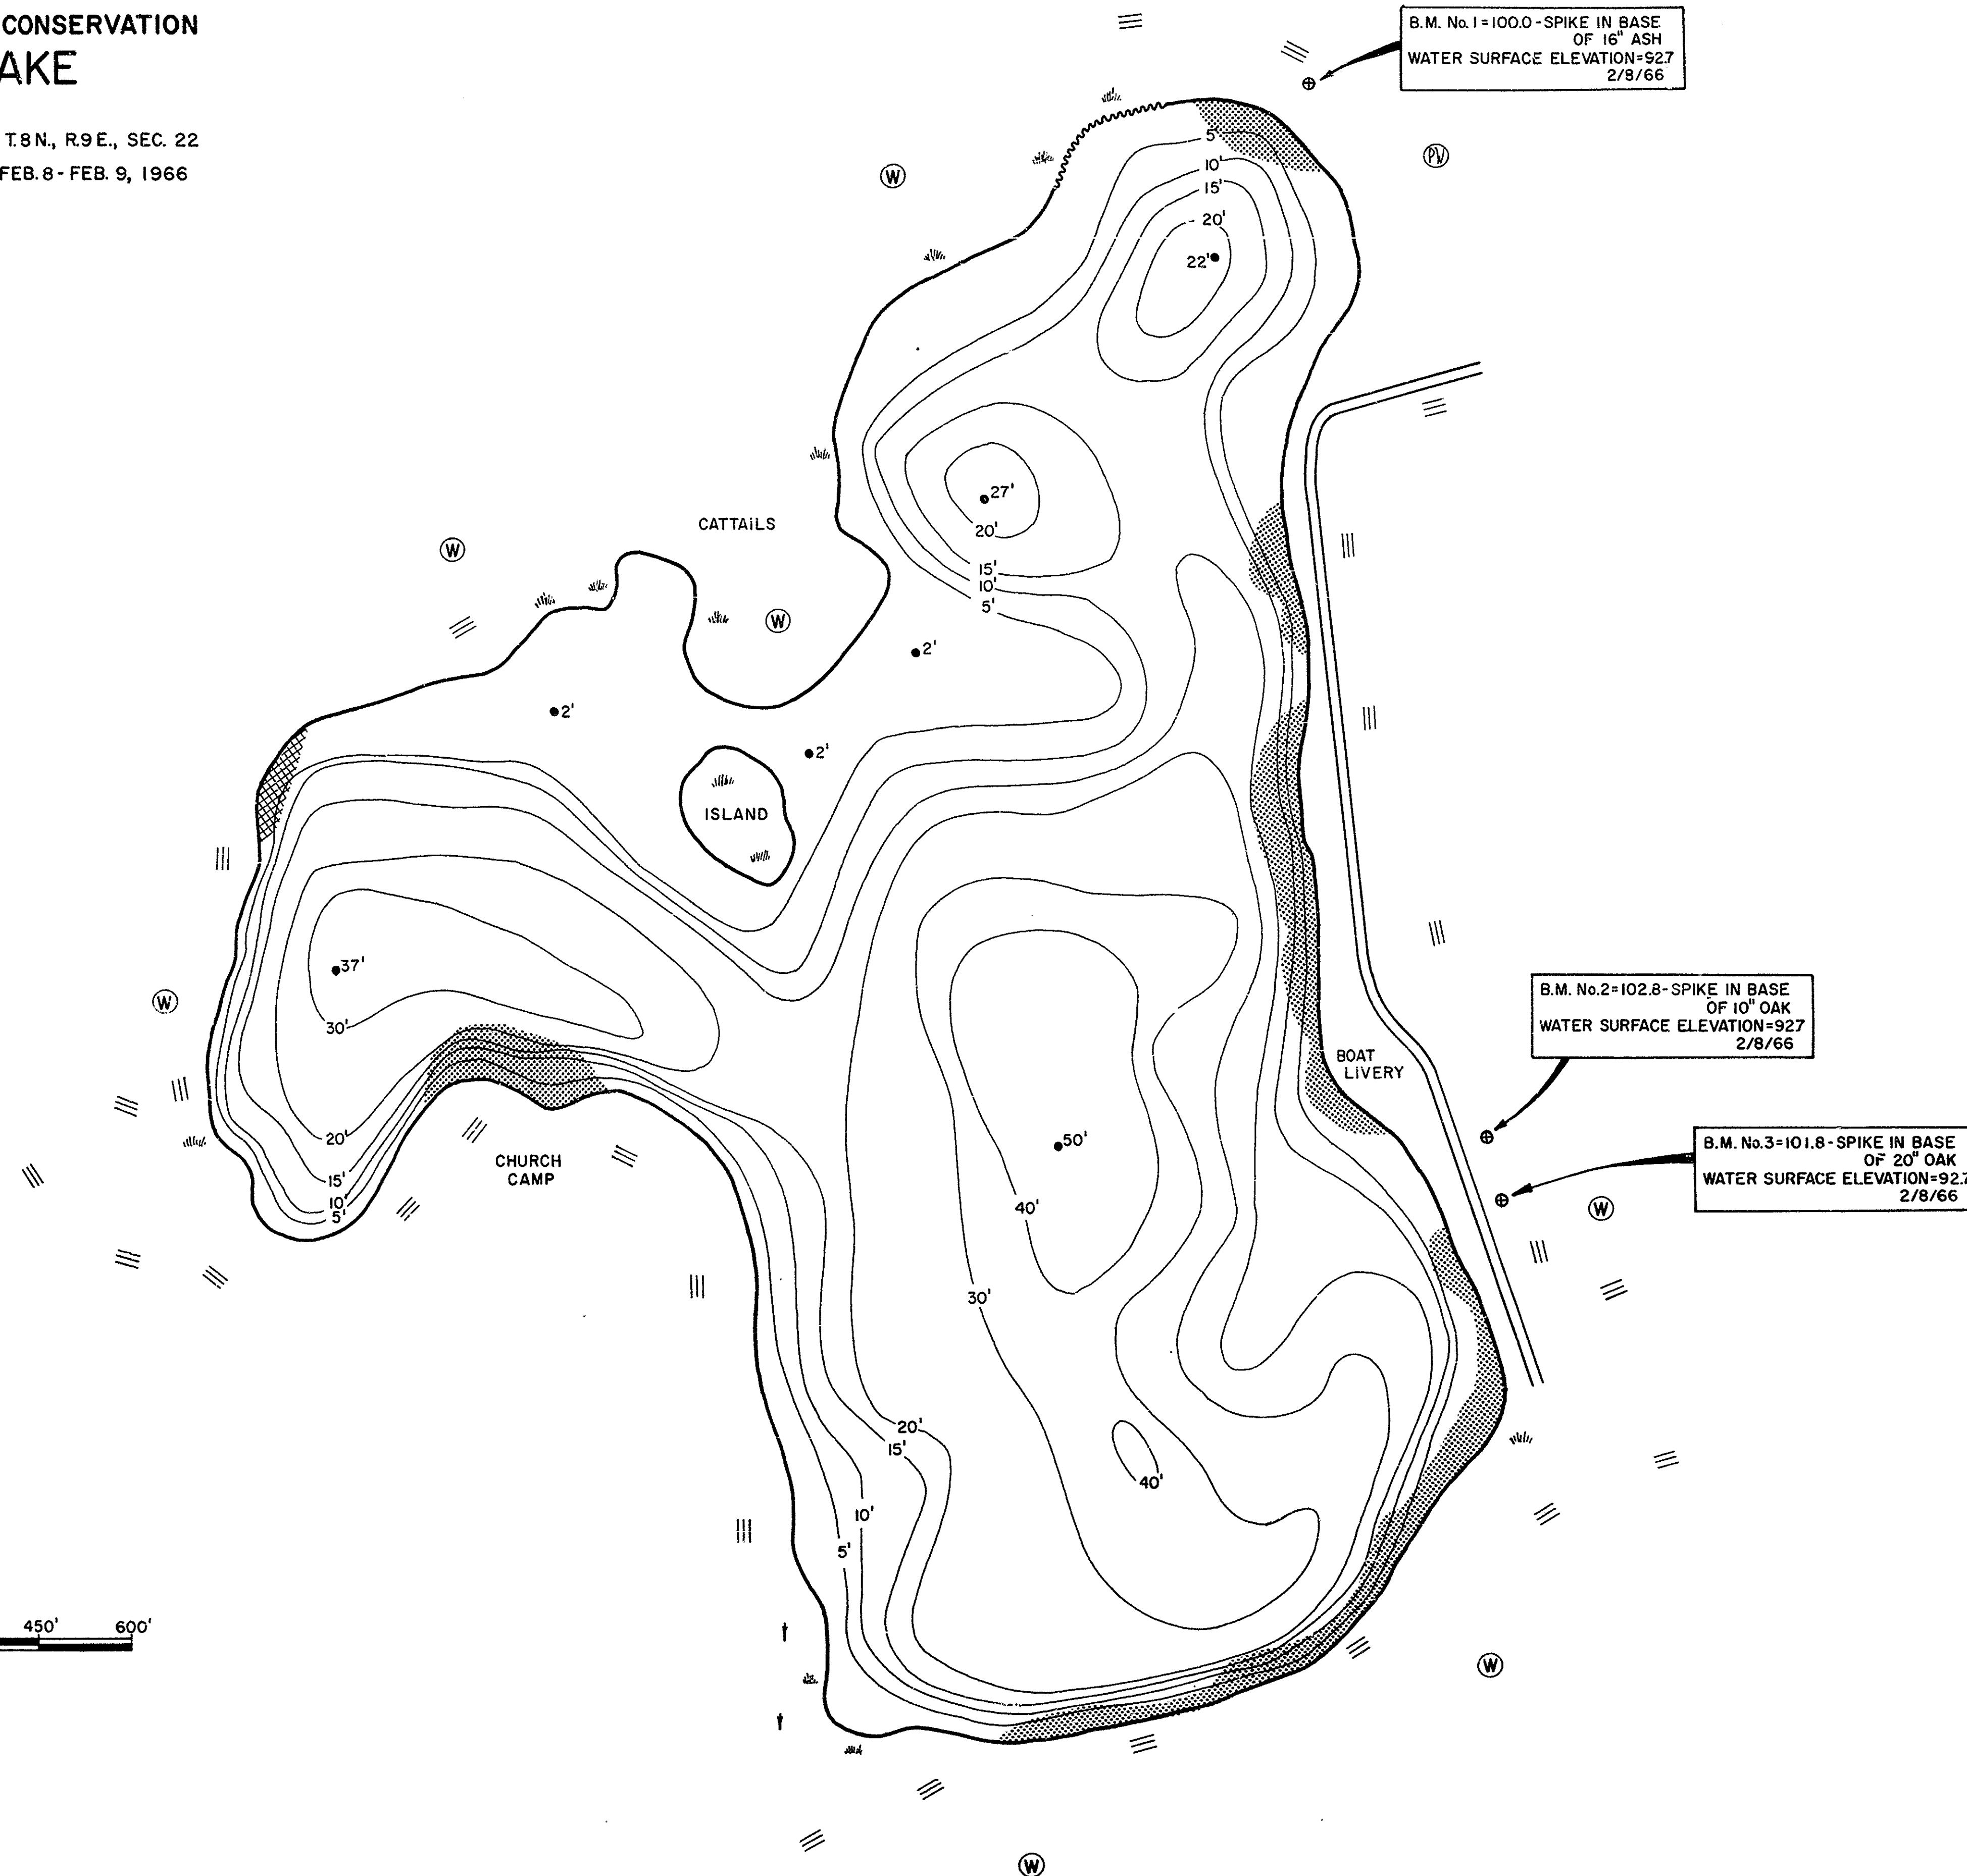 CONSERVATION
AKE
T.8N., R.9E., SEC. 22
FEB. 8 - FEB. 9, 1966
B.M. No. 1 = 100.0 - SPIKE IN BASE
OF 16" ASH
WATER SURFACE ELEVATION=92.7
2/8/66
5'
PW
10'
W
15'
20'
22'
27'
CATTAILS
20'
W
15'
10'
5'
W
2'
2'
2'
ISLAND
37'
B.M. No.2=102.8-SPIKE IN BASE
OF 10" OAK
W
WATER SURFACE ELEVATION=927
30'
2/8/66
BOAT
LIVERY
20'
50'
B.M. No.3=101.8-SPIKE IN BASE
OF 20" OAK
CHURCH
CAMP
15'
WATER SURFACE ELEVATION=92.7
2/8/66
10'
5'
40'
W
30'
20'
15'
40'
10'
5'
450' 600'
W
W